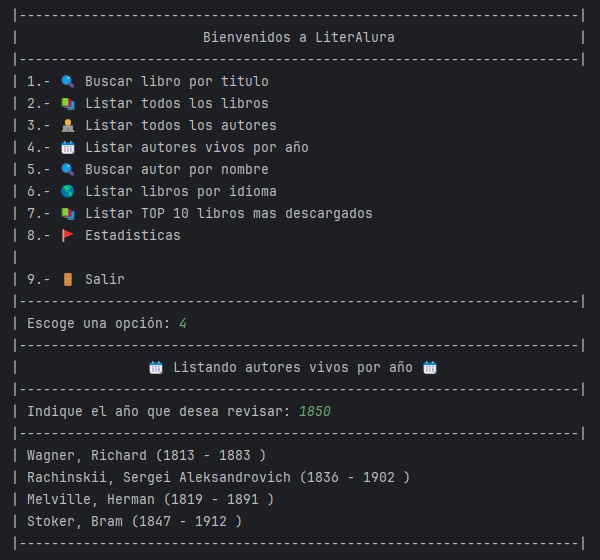 |----------------------------------------------------------------------|
| Bienvenidos a LiterAlura |
|----------------------------------------------------------------------|
| 1.- 🔍 Buscar libro por titulo
| 2.- 📚 Listar todos los libros
| 3.- 🧑‍💻 Listar todos los autores
| 4.- 📅 Listar autores vivos por año
| 5.- 🔍 Buscar autor por nombre
| 6.- 🌎 Listar libros por idioma
| 7.- 📚 Listar TOP 10 libros mas descargados
| 8.- 🚩 Estadisticas
|
| 9.- 🚪 Salir
|----------------------------------------------------------------------|
| Escoge una opción: 4
|----------------------------------------------------------------------|
| 📅 Listando autores vivos por año 📅
|----------------------------------------------------------------------|
| Indique el año que desea revisar: 1850
|----------------------------------------------------------------------|
| Wagner, Richard (1813 - 1883 )
| Rachinskii, Sergei Aleksandrovich (1836 - 1902 )
| Melville, Herman (1819 - 1891 )
| Stoker, Bram (1847 - 1912 )
|----------------------------------------------------------------------|